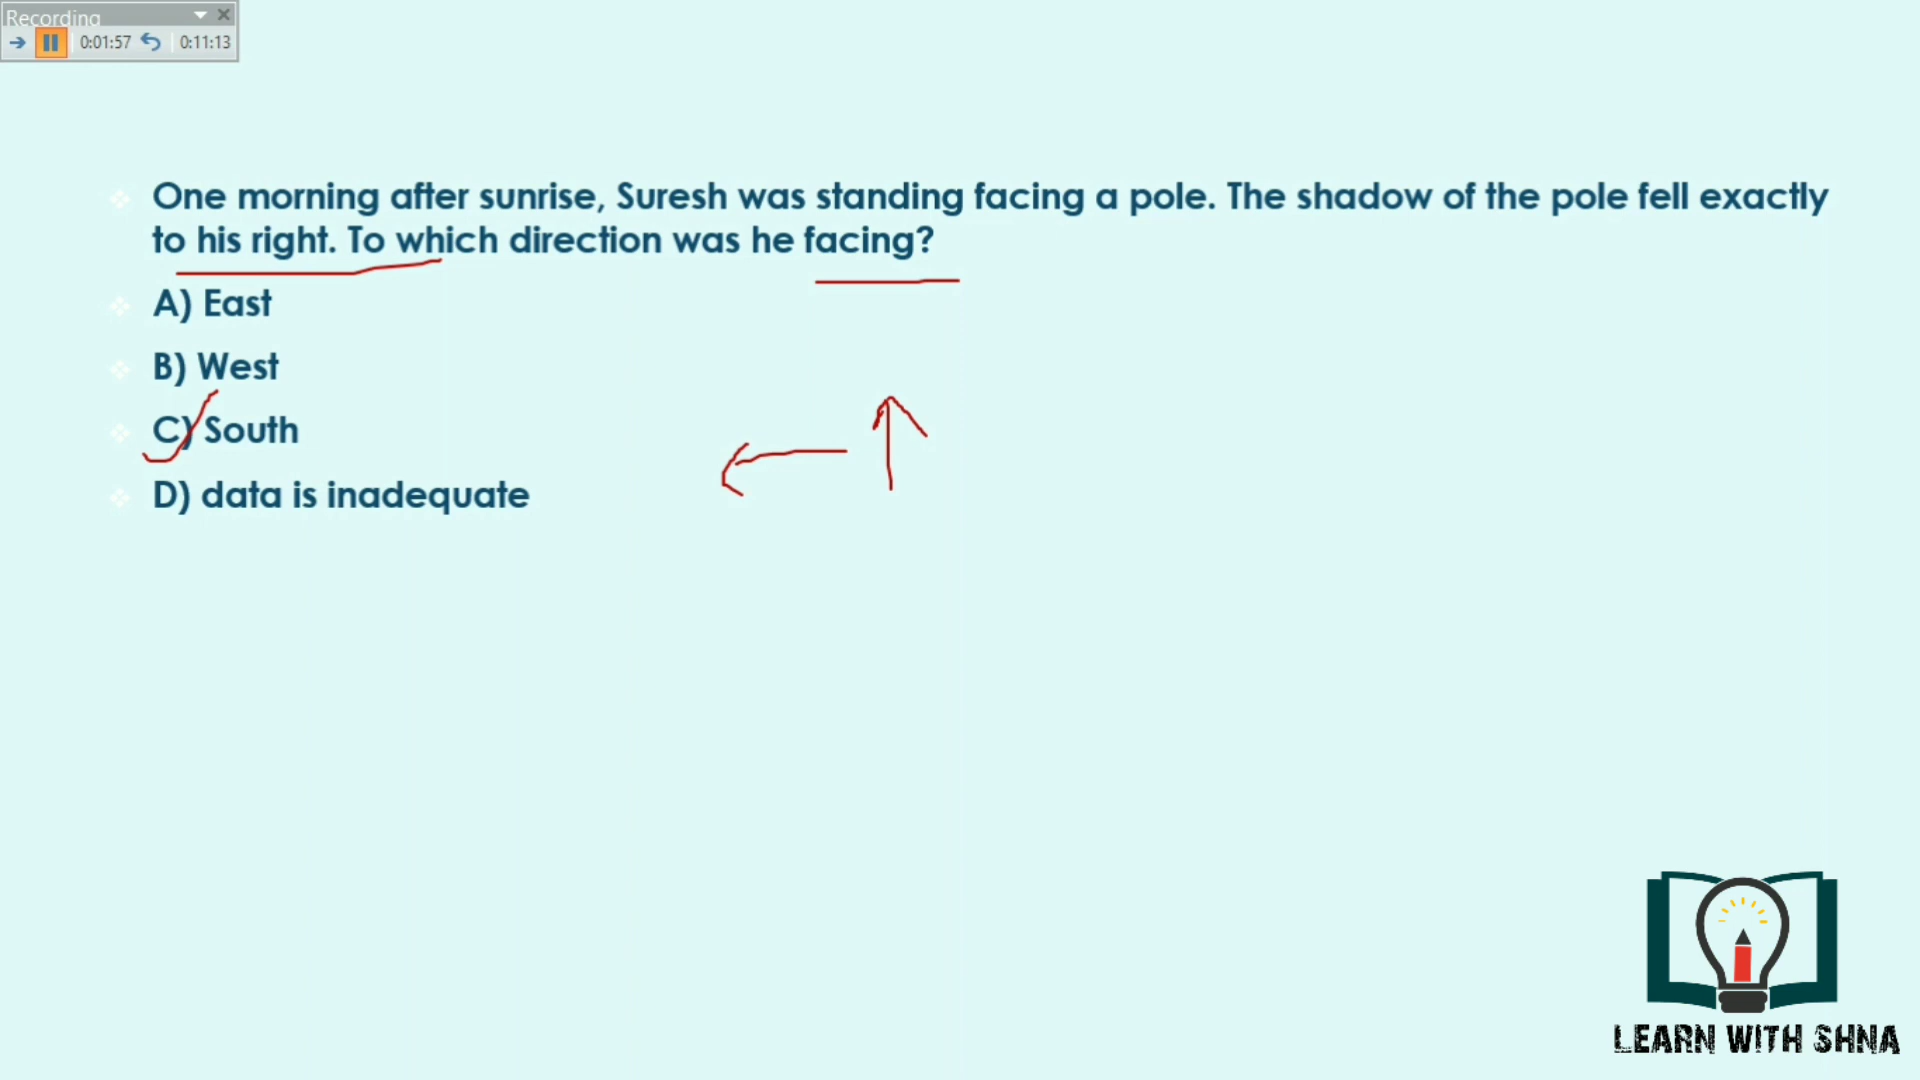 Recording
0:01:57 0:11:13
One morning after sunrise, Suresh was standing facing a pole. The shadow of the pole fell exactly
to his right. To which direction was he facing?
A) East
B) West
C) South
D) data is inadequate
LEARN WITH SHNA